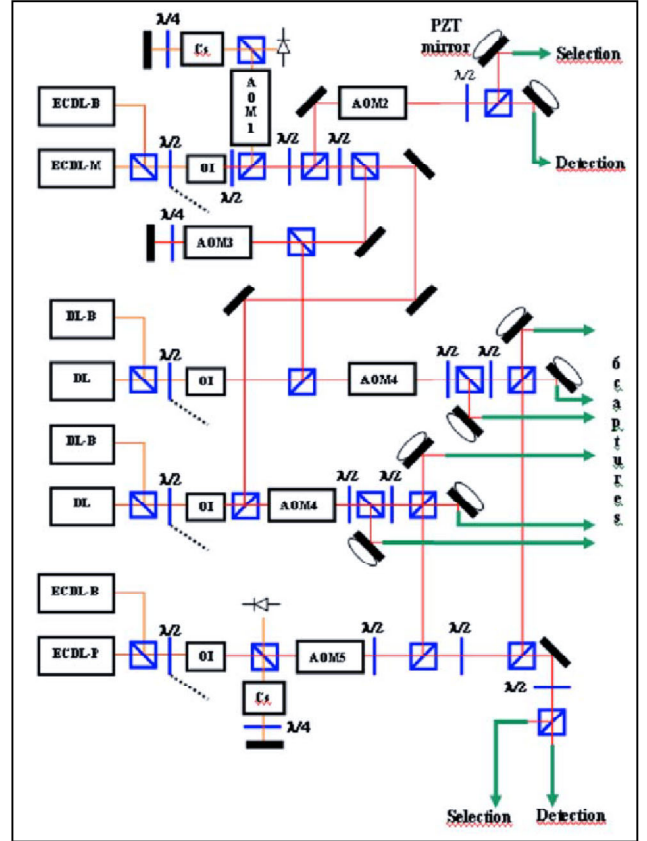 λ/4
Cs
PZT
mirror
Selection
λ/2
AOM1
AOM2
ECDL-B
λ/2
λ/2
ECDL-M
OI
λ/2
Detection
λ/2
λ/4
AOM3
DL-B
λ/2
λ/2
λ/2
DL
OI
AOM4
6 captures
DL-B
λ/2
λ/2
λ/2
DL
OI
AOM4
ECDL-B
λ/2
λ/2
λ/2
ECDL-P
OI
AOM5
λ/2
Cs
λ/4
Selection
Detection